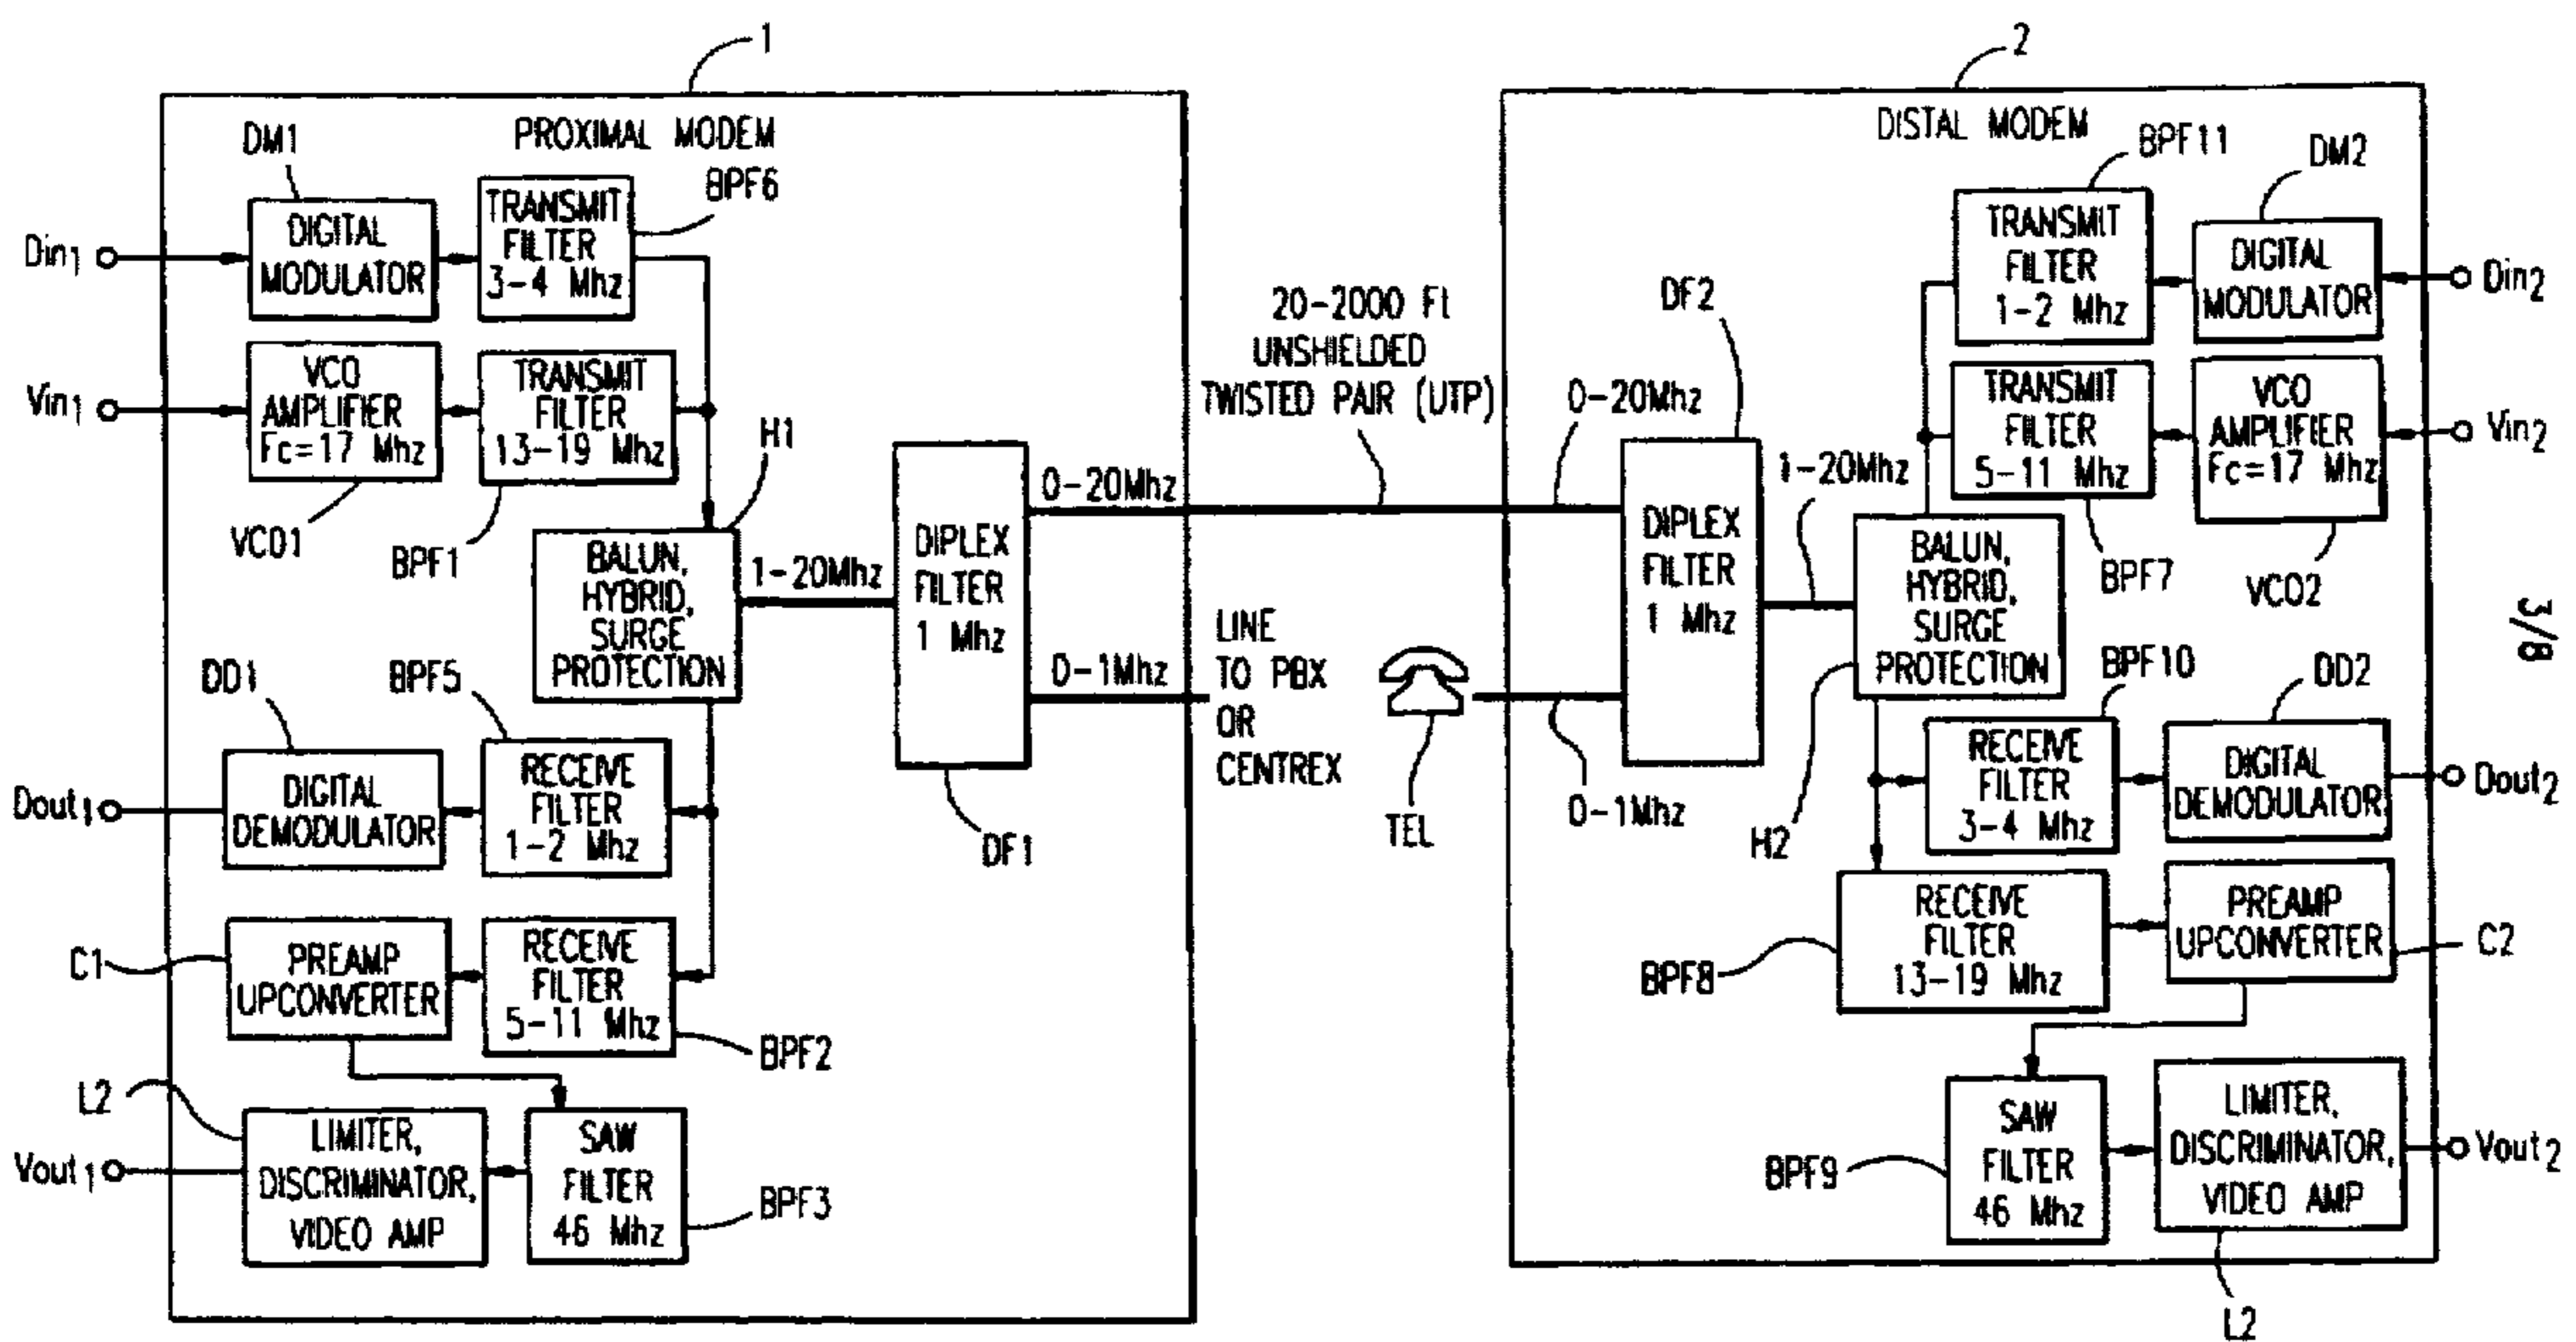 1
PROXIMAL MODEM
DM1
BPF6
Din1
DIGITAL
MODULATOR
TRANSMIT
FILTER
3-4 Mhz
Vin1
VCO
AMPLIFIER
Fc=17 Mhz
TRANSMIT
FILTER
13-19 Mhz
VCO1
BPF1
H1
BALUN,
HYBRID,
SURGE
PROTECTION
1-20Mhz
DIPLEX
FILTER
1 Mhz
DF1
0-20Mhz
0-1Mhz
DD1
BPF5
Dout1
DIGITAL
DEMODULATOR
RECEIVE
FILTER
1-2 Mhz
C1
PREAMP
UPCONVERTER
RECEIVE
FILTER
5-11 Mhz
BPF2
L2
Vout1
LIMITER,
DISCRIMINATOR,
VIDEO AMP
SAW
FILTER
46 Mhz
BPF3
20-2000 Ft
UNSHIELDED
TWISTED PAIR (UTP)
LINE
TO PBX
OR
CENTREX
TEL
2
DISTAL MODEM
BPF11
DM2
TRANSMIT
FILTER
1-2 Mhz
DIGITAL
MODULATOR
Din2
DF2
0-20Mhz
TRANSMIT
FILTER
5-11 Mhz
VCO
AMPLIFIER
Fc=17 Mhz
Vin2
1-20Mhz
DIPLEX
FILTER
1 Mhz
BALUN,
HYBRID,
SURGE
PROTECTION
BPF7
VCO2
0-1Mhz
H2
BPF10
DD2
RECEIVE
FILTER
3-4 Mhz
DIGITAL
DEMODULATOR
Dout2
RECEIVE
FILTER
13-19 Mhz
BPF8
PREAMP
UPCONVERTER
C2
SAW
FILTER
46 Mhz
BPF9
LIMITER,
DISCRIMINATOR,
VIDEO AMP
Vout2
L2
3/8